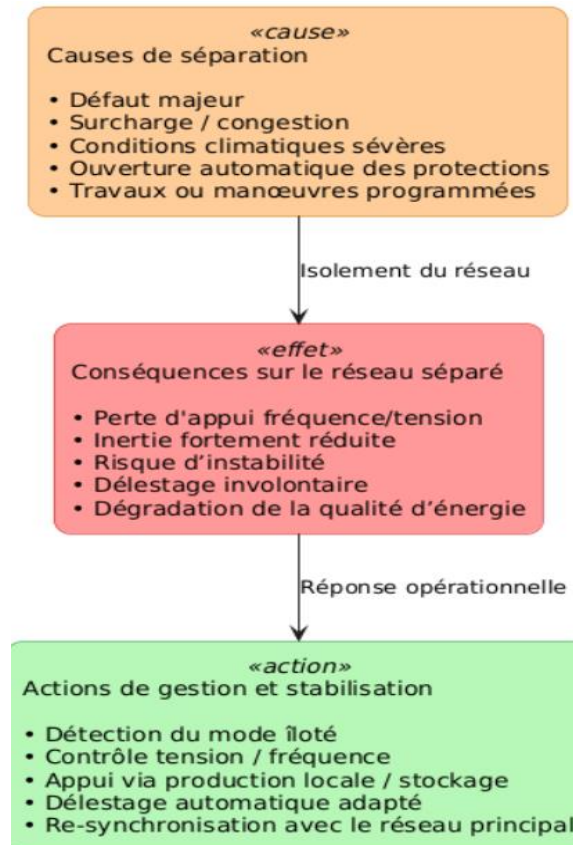 «cause»
Causes de séparation
• Défaut majeur
• Surcharge / congestion
• Conditions climatiques sévères
• Ouverture automatique des protections
• Travaux ou manœuvres programmées
Isolement du réseau
«effet»
Conséquences sur le réseau séparé
• Perte d'appui fréquence/tension
• Inertie fortement réduite
• Risque d’instabilité
• Délestage involontaire
• Dégradation de la qualité d’énergie
Réponse opérationnelle
«action»
Actions de gestion et stabilisation
• Détection du mode îloté
• Contrôle tension / fréquence
• Appui via production locale / stockage
• Délestage automatique adapté
• Re-synchronisation avec le réseau principal